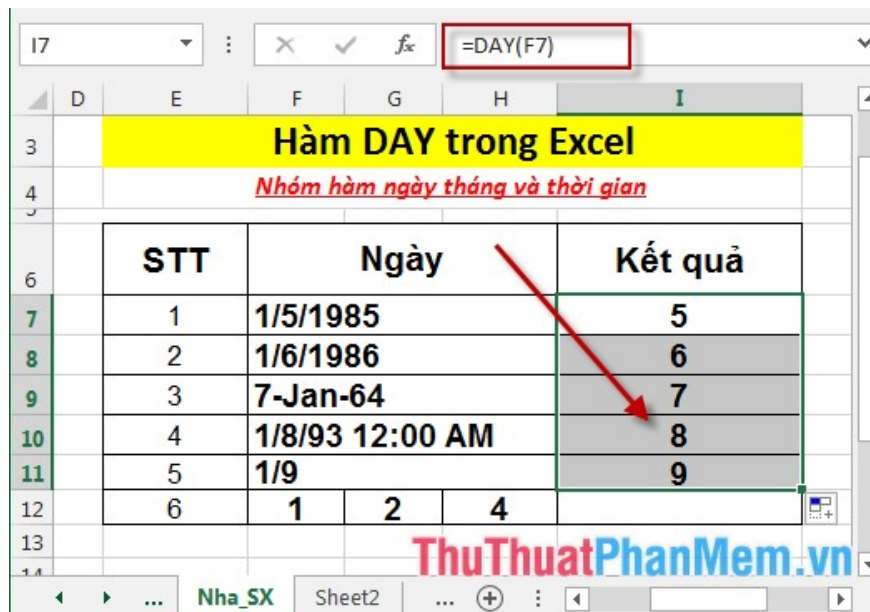 I7 fx =DAY(F7)
D E F G H I
3 Hàm DAY trong Excel
4 Nhóm hàm ngày tháng và thời gian
6 STT Ngày Kết quả
7 1 1/5/1985 5
8 2 1/6/1986 6
9 3 7-Jan-64 7
10 4 1/8/93 12:00 AM 8
11 5 1/9 9
12 6 1 2 4
13
ThuThuatPhanMem.vn
... Nha_SX Sheet2 ...